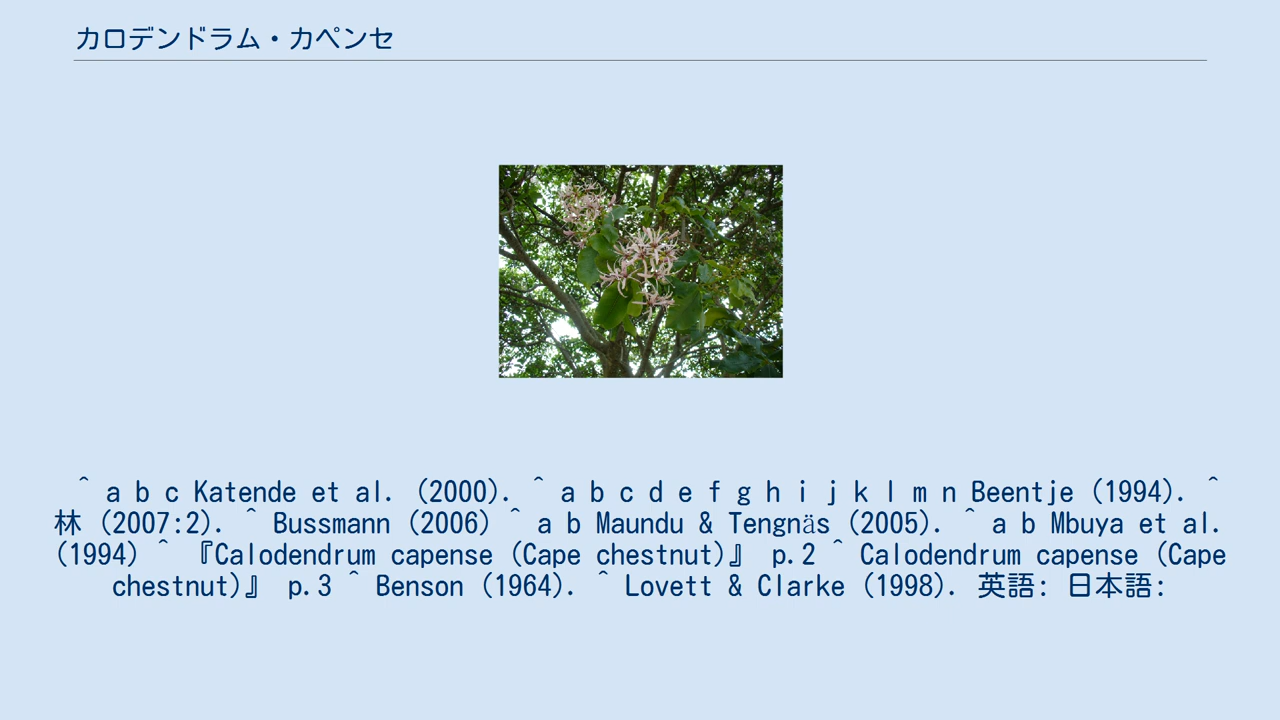 カロデンドラム・カペンセ
^ a b c Katende et al. (2000). ^ a b c d e f g h i j k l m n Beentje (1994). ^
林 (2007:2). ^ Bussmann (2006) ^ a b Maundu & Tengnäs (2005). ^ a b Mbuya et al.
(1994) ^ 『Calodendrum capense (Cape chestnut)』 p.2 ^ Calodendrum capense (Cape
chestnut)』 p.3 ^ Benson (1964). ^ Lovett & Clarke (1998). 英語: 日本語: